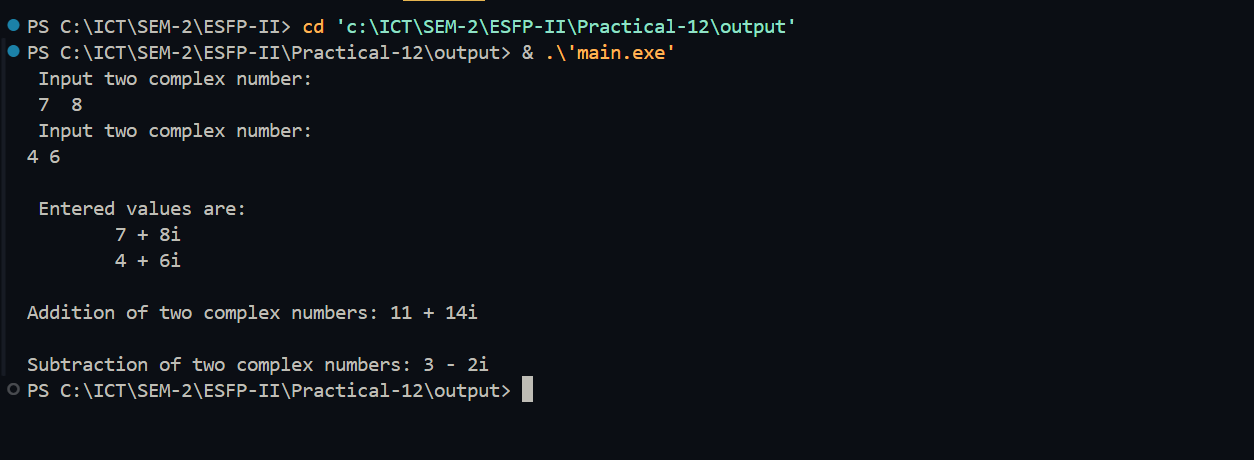 PS C:\ICT\SEM-2\ESFP-II> cd 'c:\ICT\SEM-2\ESFP-II\Practical-12\output'
PS C:\ICT\SEM-2\ESFP-II\Practical-12\output> & .\'main.exe'
Input two complex number:
7  8
Input two complex number:
4 6
Entered values are:
7 + 8i
4 + 6i
Addition of two complex numbers: 11 + 14i
Subtraction of two complex numbers: 3 - 2i
PS C:\ICT\SEM-2\ESFP-II\Practical-12\output>